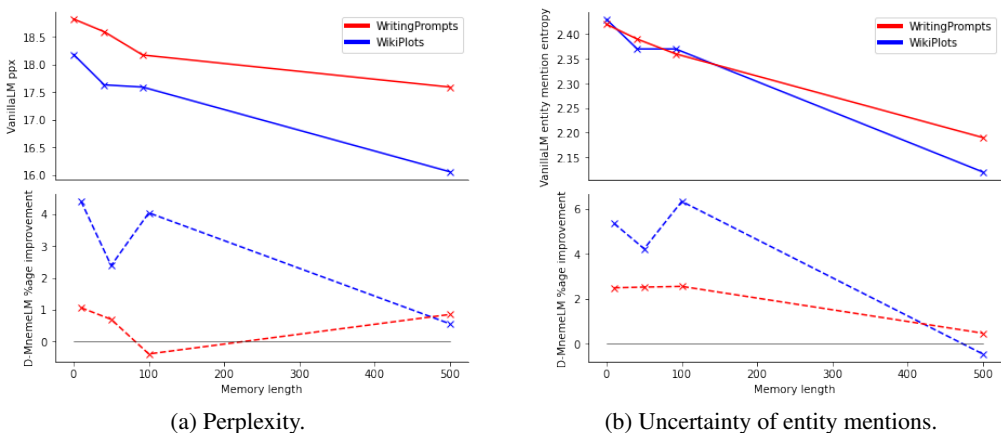 VanillaLM ppx
18.5
18.0
17.5
17.0
16.5
16.0
WritingPrompts
WikiPlots
D-MnemeLM %age improvement
4
3
2
1
0
0
100
200
300
400
500
Memory length
(a) Perplexity.
VanillaLM entity mention entropy
2.40
2.35
2.30
2.25
2.20
2.15
WritingPrompts
WikiPlots
D-MnemeLM %age improvement
6
4
2
0
0
100
200
300
400
500
Memory length
(b) Uncertainty of entity mentions.